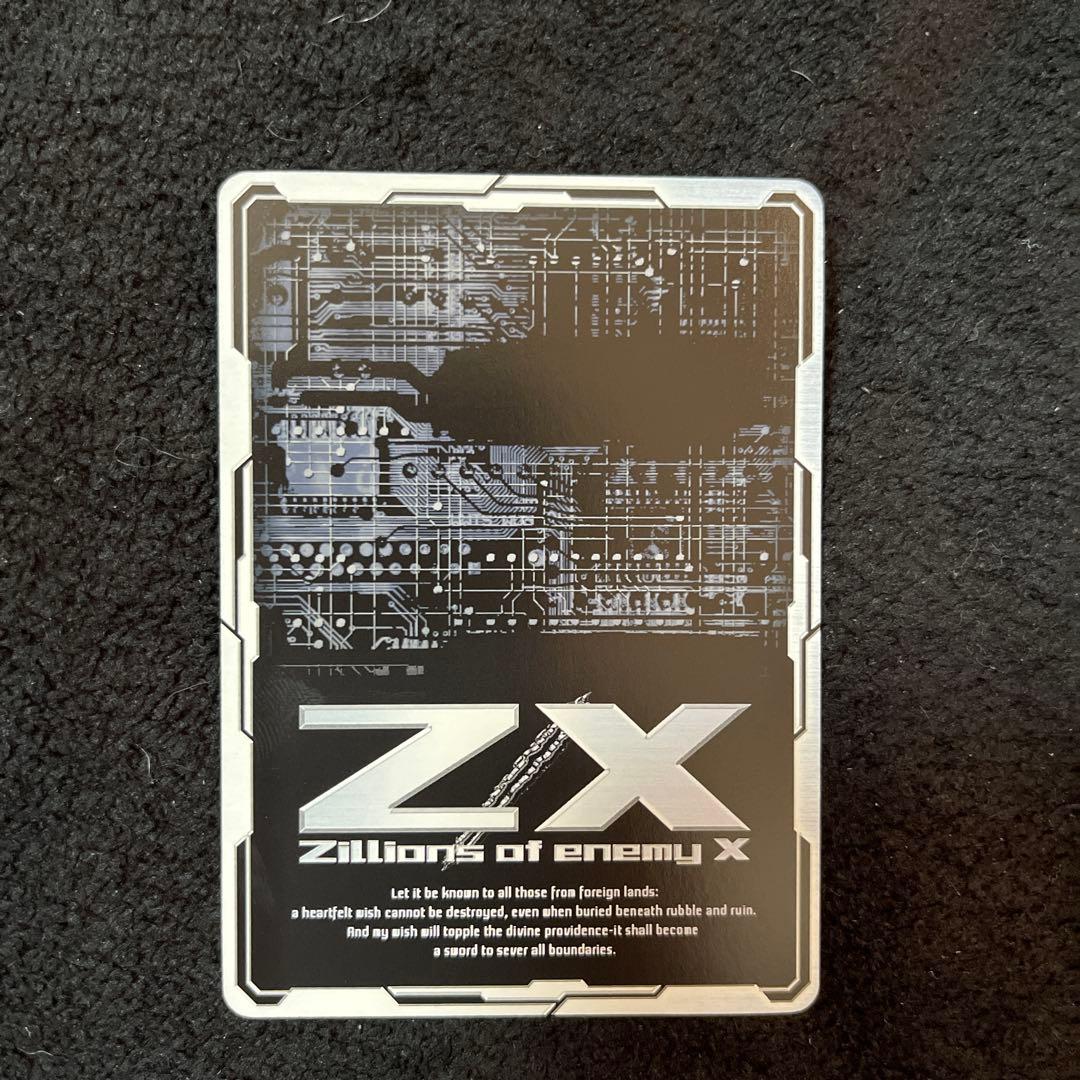 Z/X
Zillions of enemy X
Let it be known to all those from foreign lands:
a heartfelt wish cannot be destroyed, even when buried beneath rubble and ruin.
And my wish will topple the divine providence-it shall become
a sword to sever all boundaries.